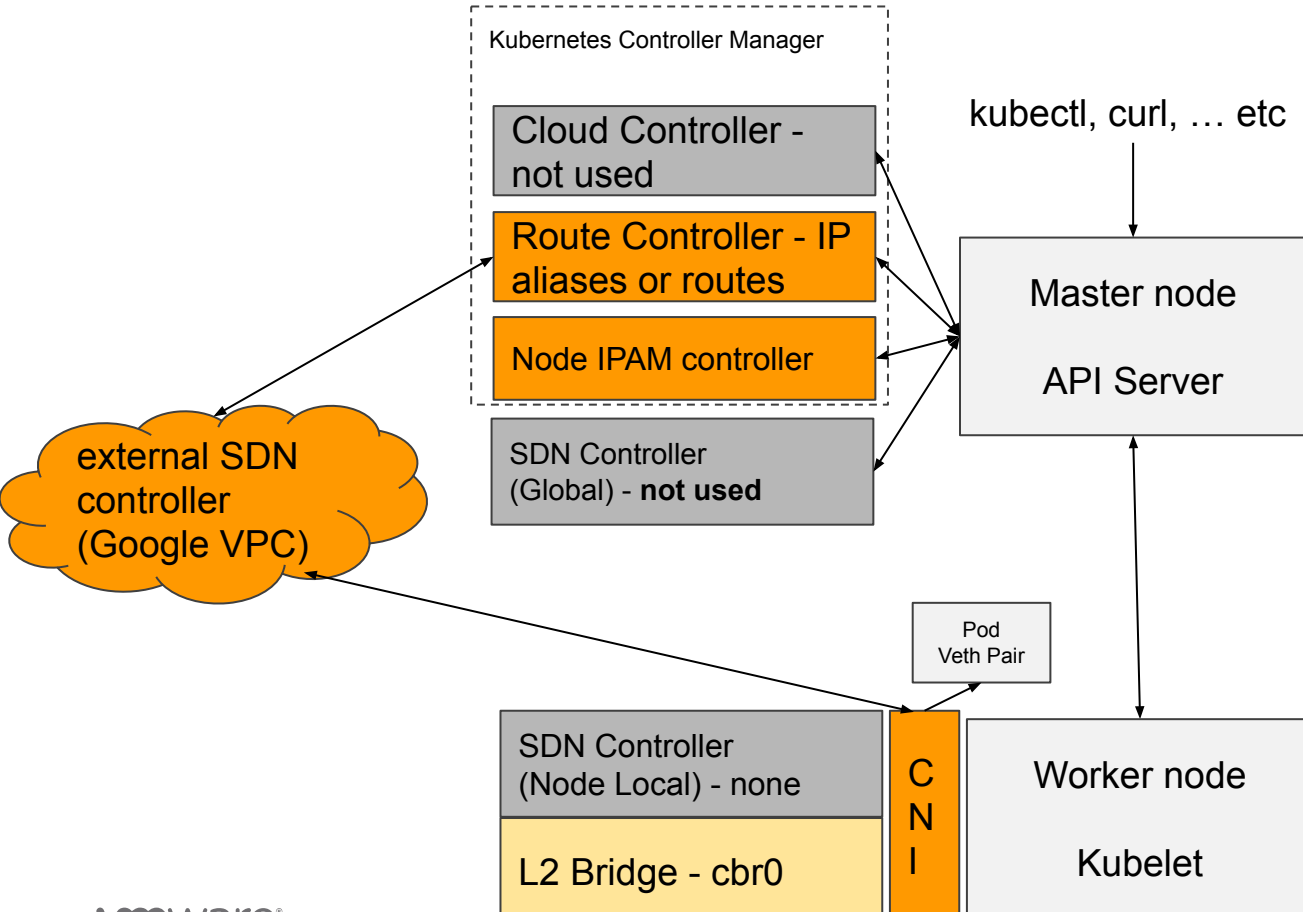 Kubernetes Controller Manager
Cloud Controller -
not used
kubectl, curl, … etc
Route Controller - IP
aliases or routes
Master node
API Server
Node IPAM controller
external SDN
controller
(Google VPC)
SDN Controller
(Global) - not used
Pod
Veth Pair
SDN Controller
(Node Local) - none
C
N
I
Worker node
Kubelet
L2 Bridge - cbr0